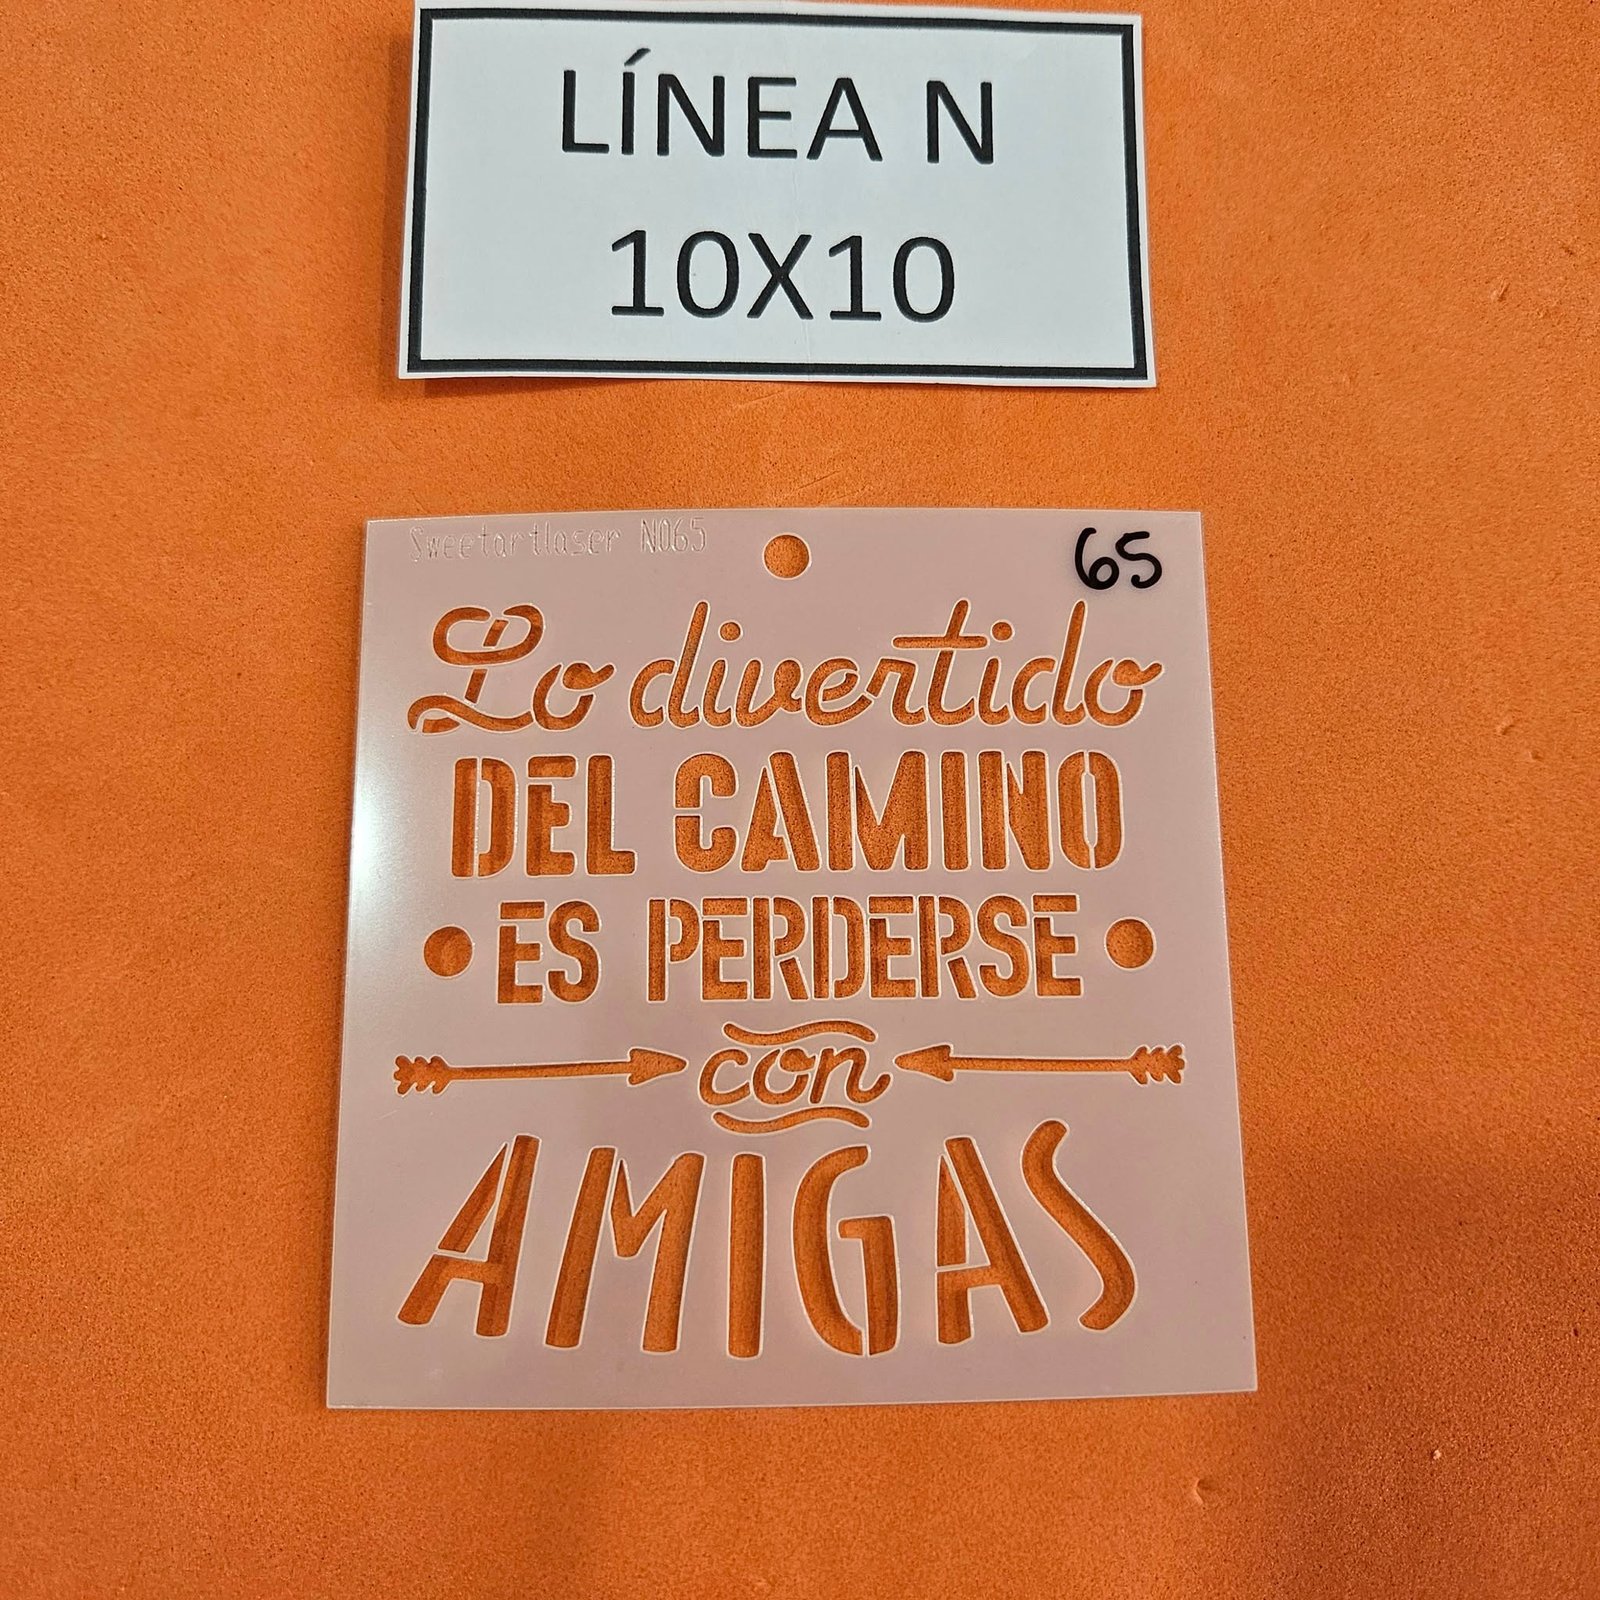 LÍNEA N
10X10
Sweetartlaser N065
65
Lo divertido
DEL CAMINO
ES PERDERSE
con
AMIGAS